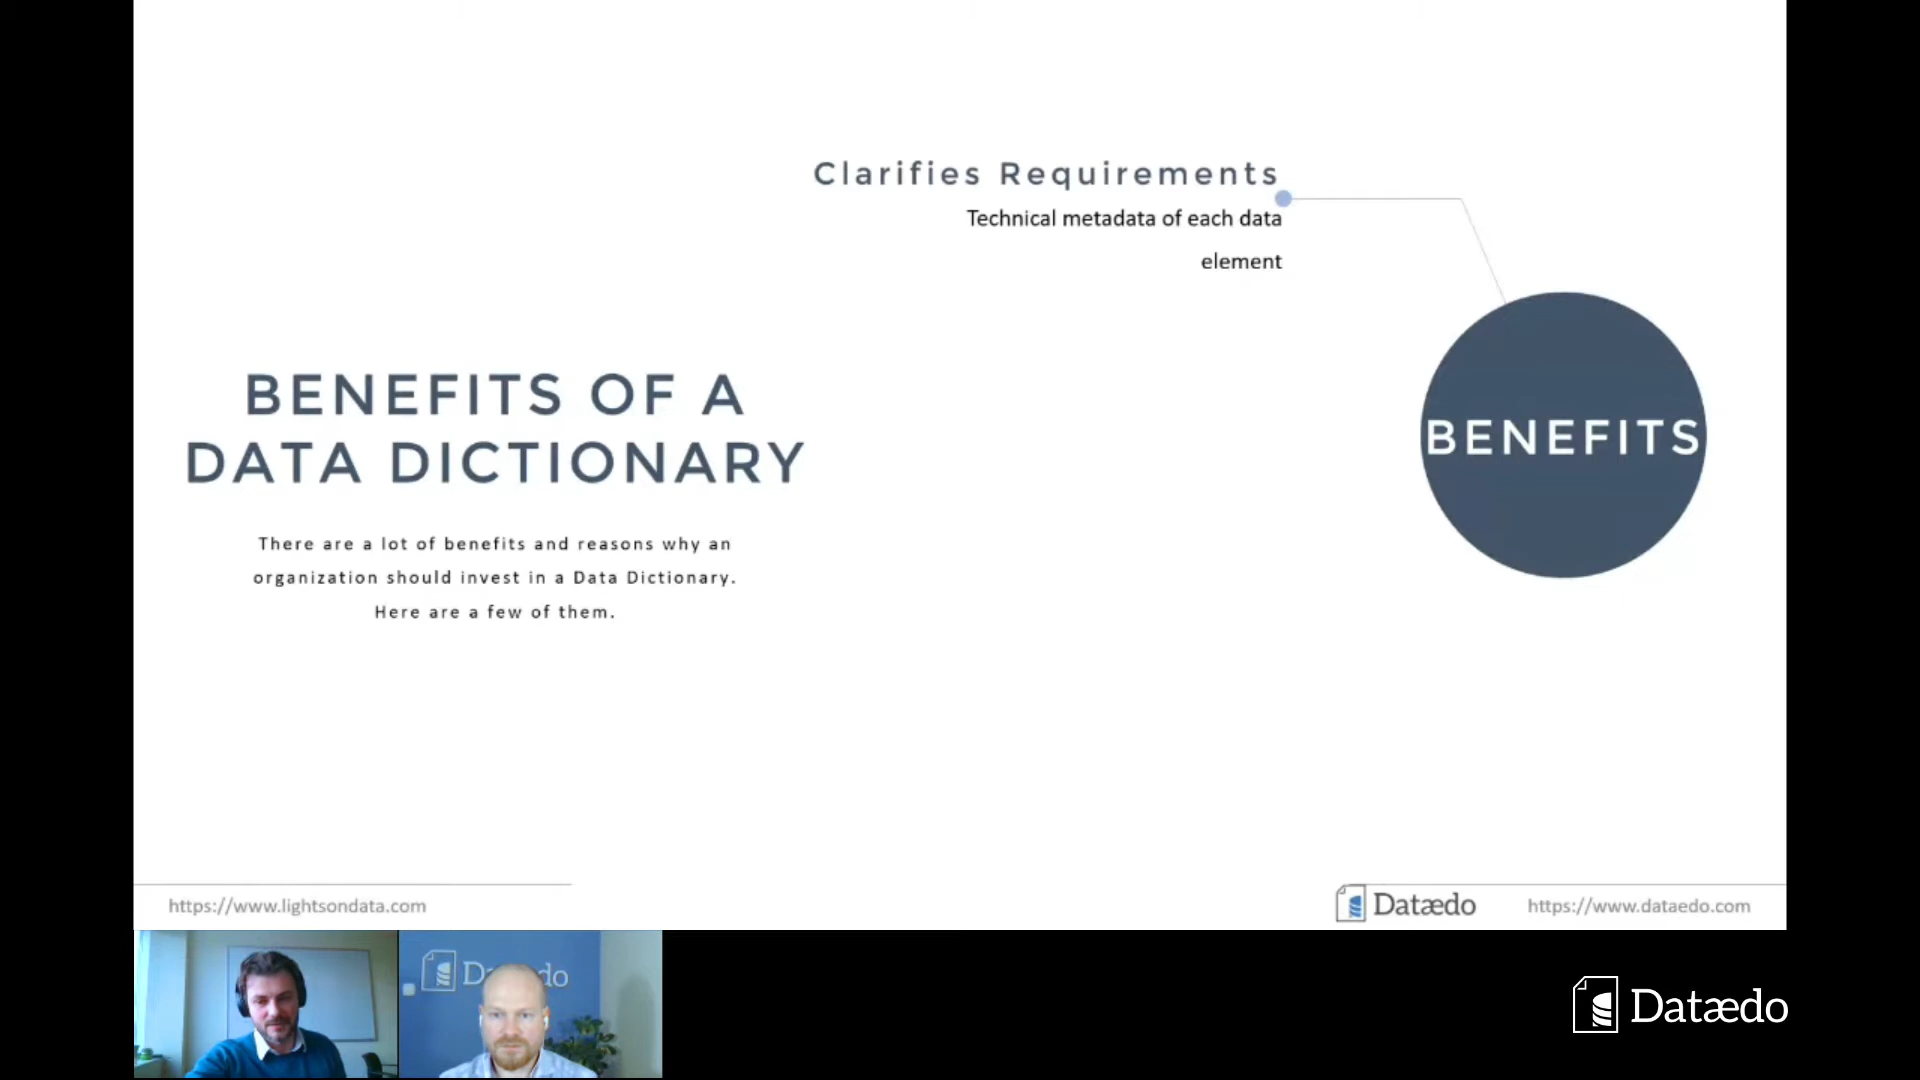 Clarifies Requirements
Technical metadata of each data
element
BENEFITS OF A
DATA DICTIONARY
There are a lot of benefits and reasons why an
organization should invest in a Data Dictionary.
Here are a few of them.
BENEFITS
https://www.lightsondata.com
Datædo
https://www.dataedo.com
Datædo